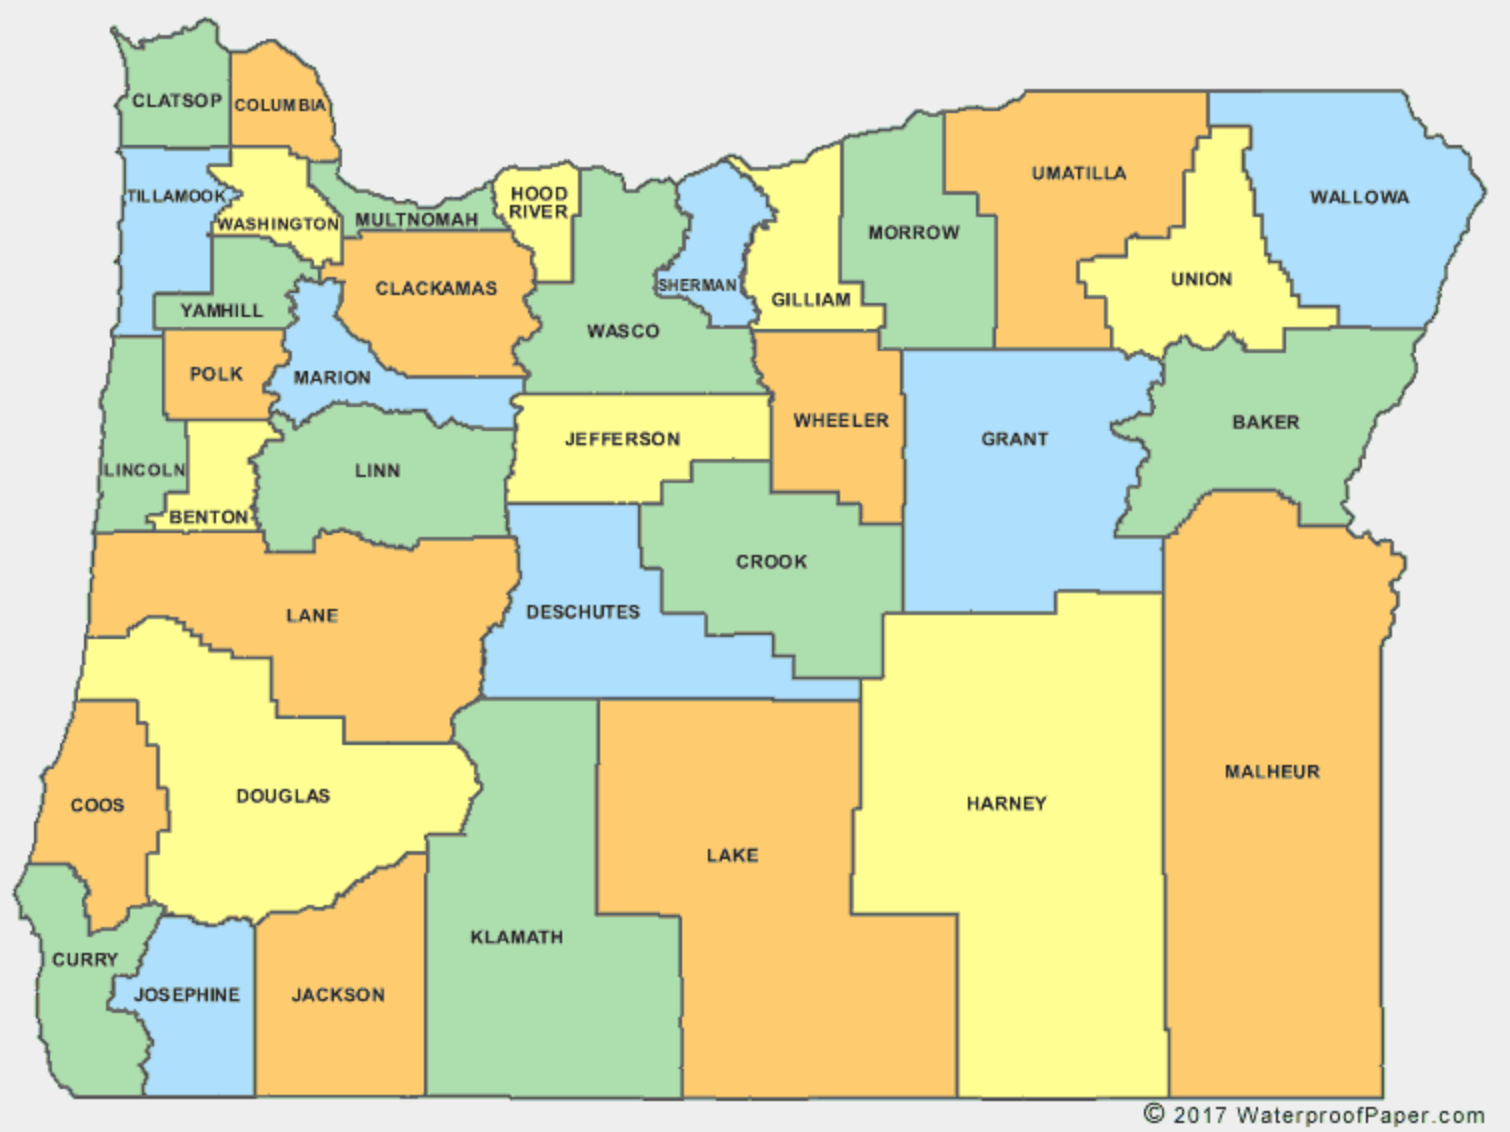 CLATSOP
COLUMBIA
TILLAMOOK
WASHINGTON
MULTNOMAH
HOOD
RIVER
UMATILLA
WALLOWA
MORROW
UNION
CLACKAMAS
SHERMAN
GILLIAM
YAMHILL
WASCO
POLK
MARION
WHEELER
BAKER
JEFFERSON
GRANT
LINCOLN
LINN
BENTON
CROOK
LANE
DESCHUTES
MALHEUR
DOUGLAS
COOS
HARNEY
LAKE
KLAMATH
CURRY
JOSEPHINE
JACKSON
© 2017 WaterproofPaper.com